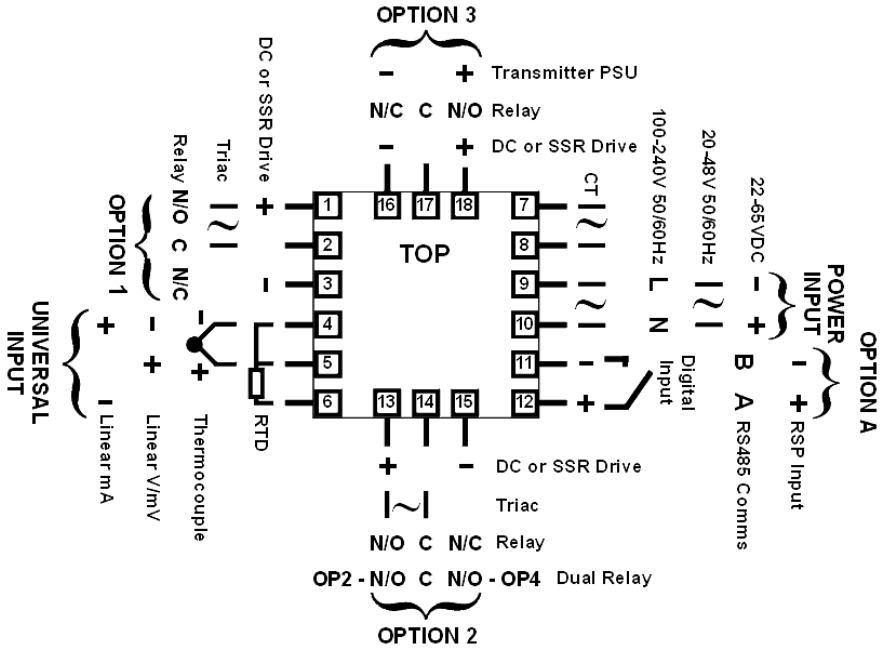 OPTION 3
- + Transmitter PSU
N/C C N/O Relay
- + DC or SSR Drive
16 17 18
TOP
1
2
3
4
5
6
7
8
9
10
11
12
13 14 15
+ - DC or SSR Drive
~ Triac
N/O C N/C Relay
OP2 - N/O C N/O - OP4 Dual Relay
OPTION 2
DC or SSR Drive
+ -
Triac
~
Relay N/O C N/C
OPTION 1
UNIVERSAL
INPUT
+ - Linear mA
- + Linear V/mV
- + Thermocouple
RTD
CT
~
~
100-240V 50/60Hz
L N
20-48V 50/60Hz
~
22-65VDC
- +
POWER
INPUT
OPTION A
- + RSP Input
B A RS485 Comms
- +
Digital
Input